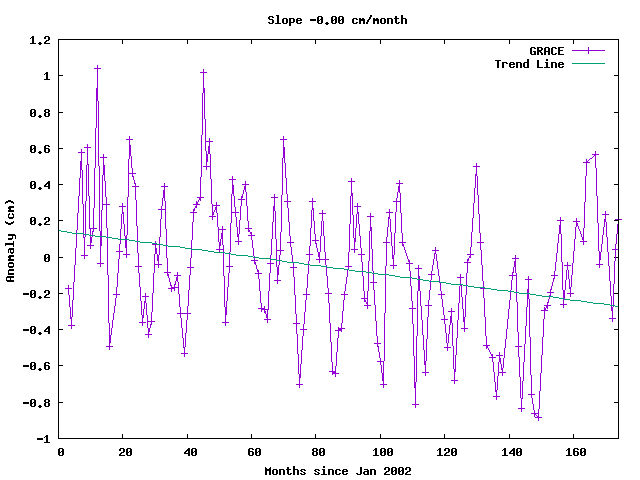 Slope -0.00 cm/month
GRACE
Trend Line
1.2
1
0.8
0.6
0.4
0.2
0
-0.2
-0.4
-0.6
-0.8
-1
Anomaly (cm)
0 20 40 60 80 100 120 140 160
Months since Jan 2002